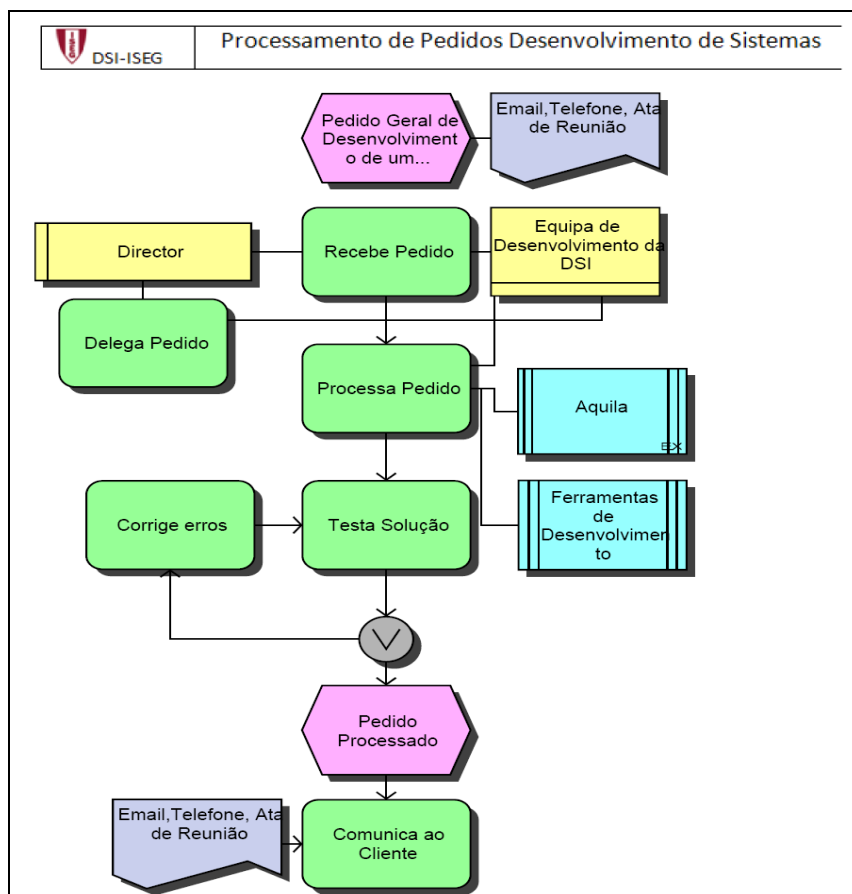 DSI-ISEG
Processamento de Pedidos Desenvolvimento de Sistemas
Pedido Geral de
Desenvolviment
o de um...
Email,Telefone, Ata
de Reunião
Director
Recebe Pedido
Equipa de
Desenvolvimento da
DSI
Delega Pedido
Processa Pedido
Aquila
EX
Corrige erros
Testa Solução
Ferramentas
de
Desenvolviment
to
Pedido
Processado
Email,Telefone, Ata
de Reunião
Comunica ao
Cliente